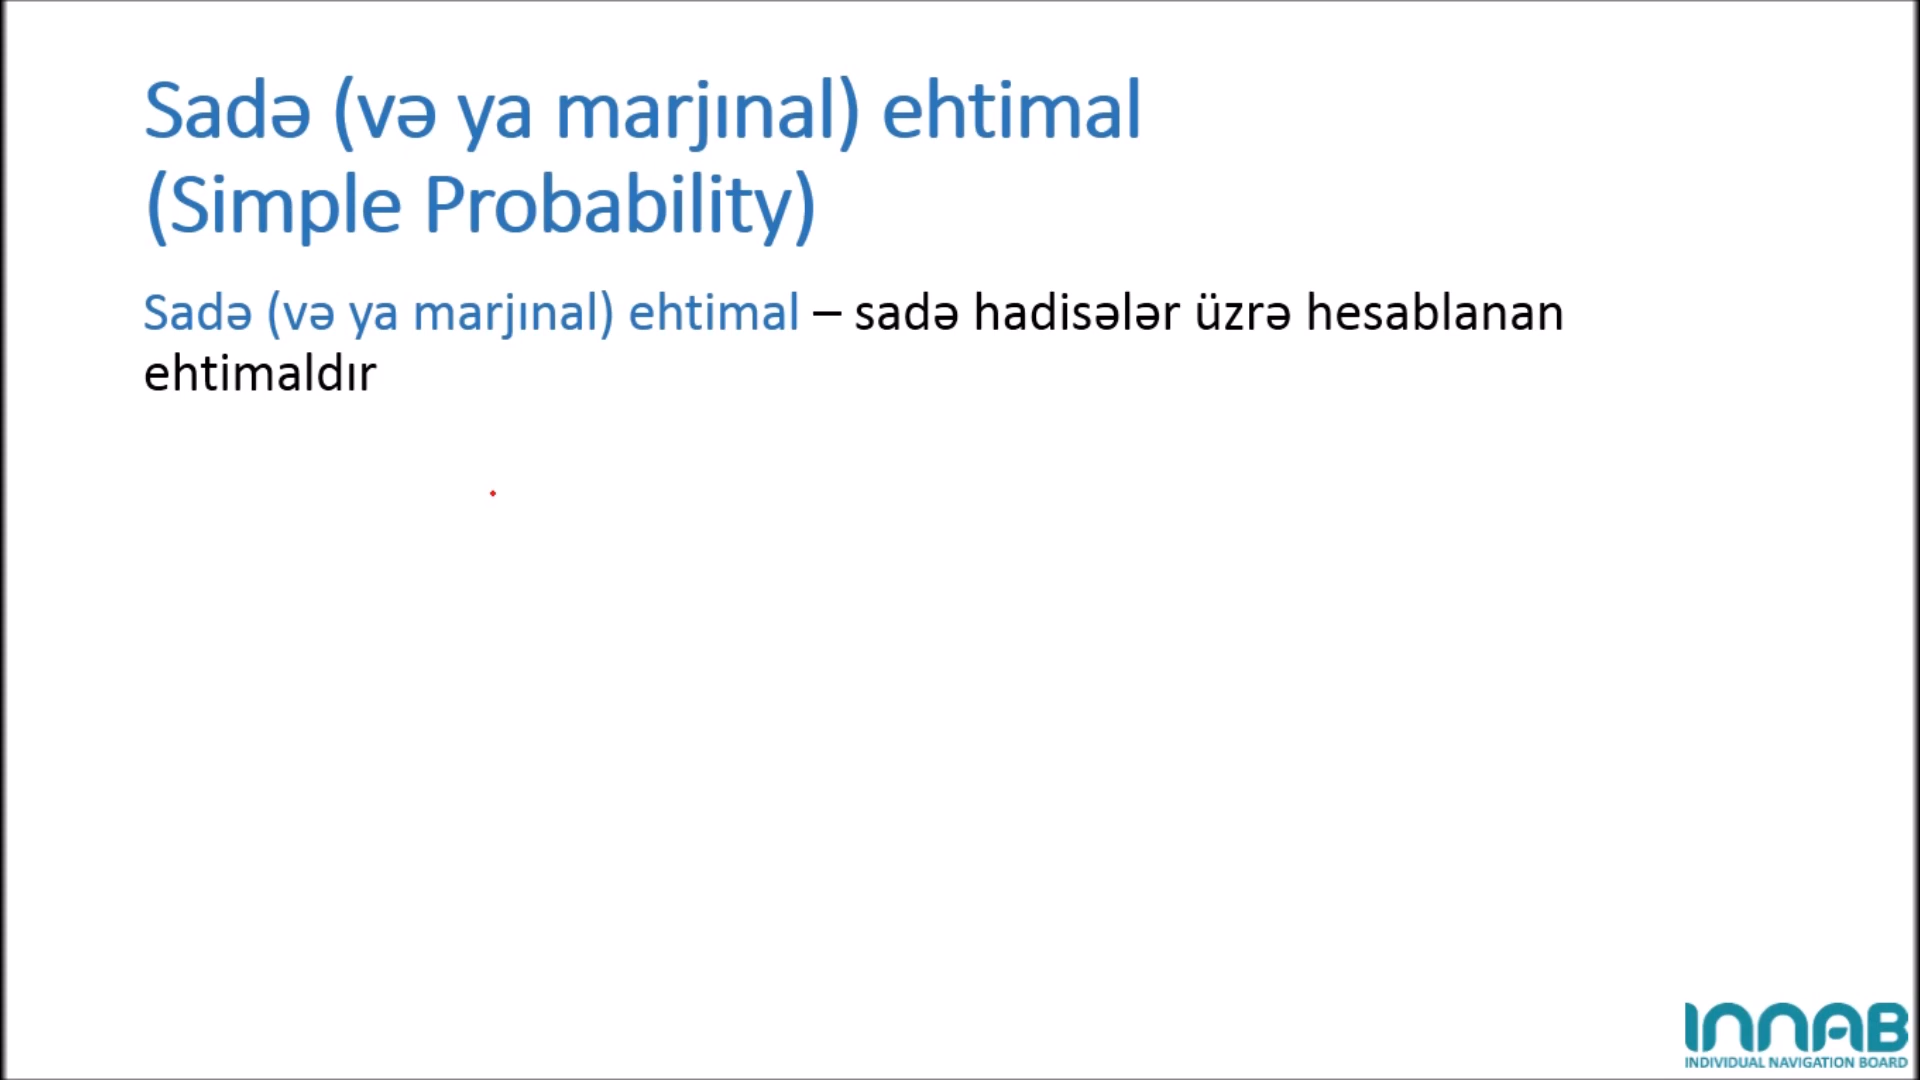 Sadə (və ya marjınal) ehtimal
(Simple Probability)
Sadə (və ya marjınal) ehtimal – sadə hadisələr üzrə hesablanan
ehtimaldır
INNAB
INDIVIDUAL NAVIGATION BOARD